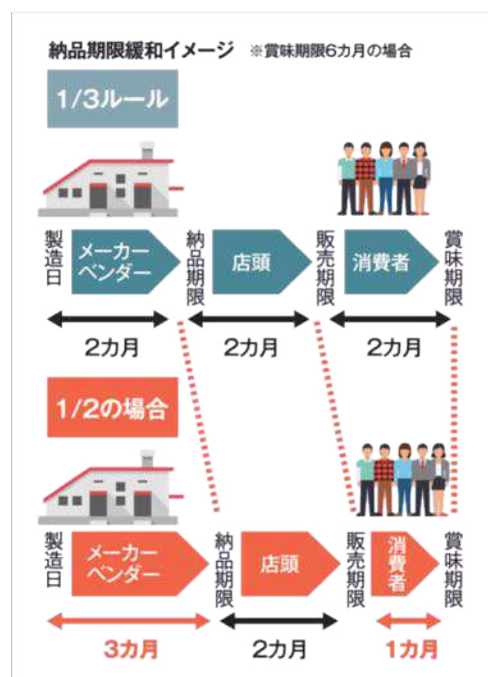 納品期限緩和イメージ ※賞味期限6カ月の場合
1/3ルール
製造日
メーカー
ベンダー
納品期限
店頭
販売期限
消費者
賞味期限
2カ月
2カ月
2カ月
1/2の場合
製造日
メーカー
ベンダー
納品期限
店頭
販売期限
消費者
賞味期限
3カ月
2カ月
1カ月